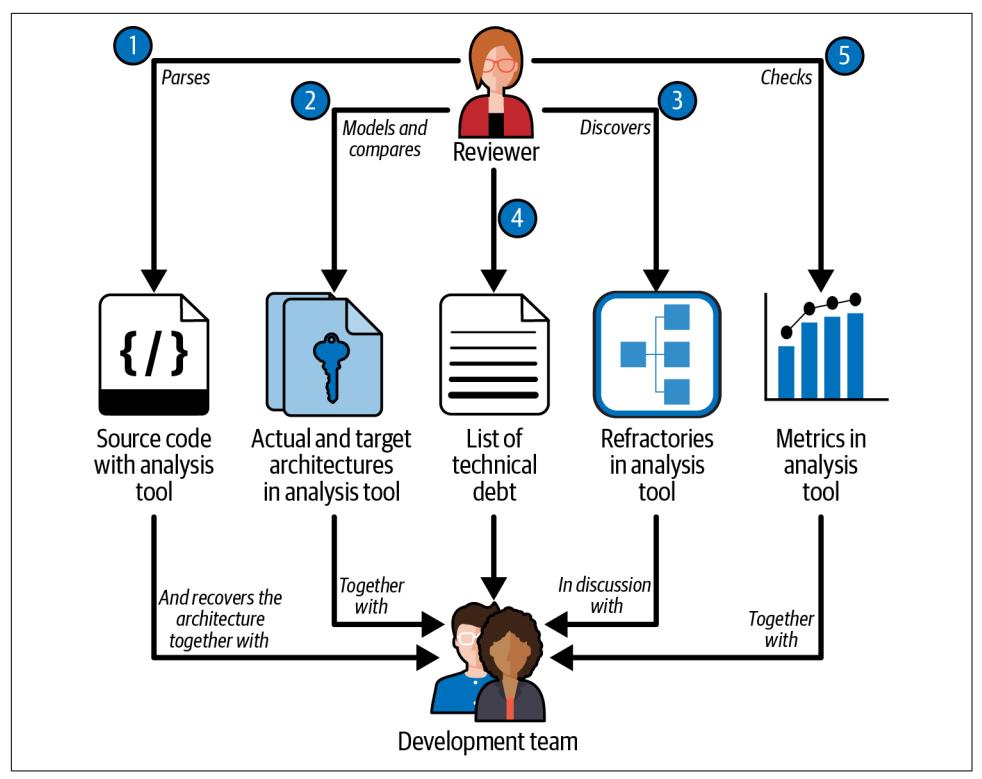 1
Parses
2
Models and
compares
Reviewer
3
Discovers
4
5
Checks
{/}
Source code
with analysis
tool
Actual and target
architectures
in analysis tool
List of
technical
debt
Refractories
in analysis
tool
Metrics in
analysis
tool
And recovers the
architecture
together with
Together
with
In discussion
with
Together
with
Development team